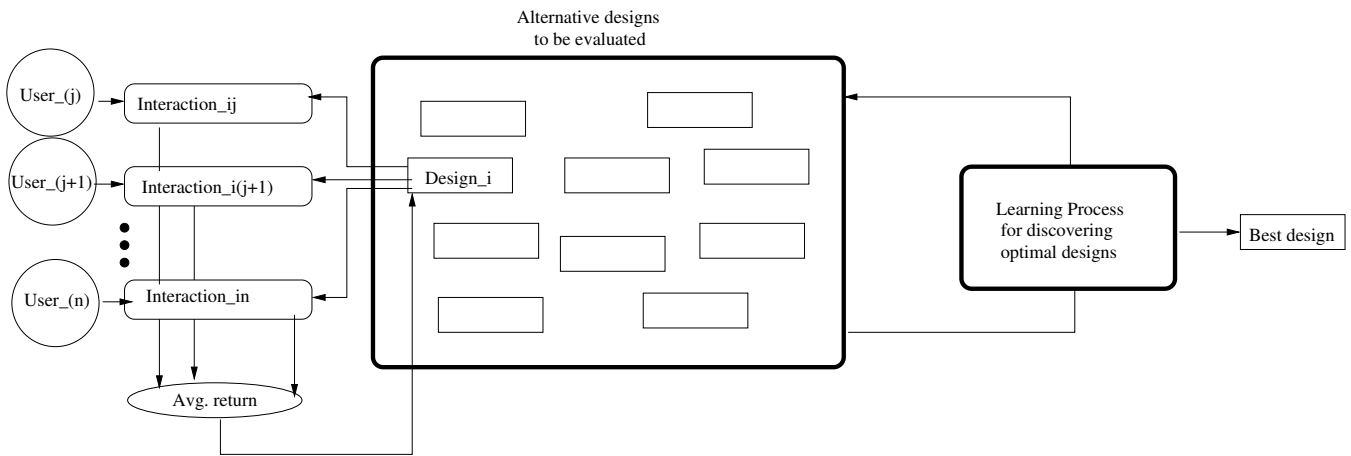 Alternative designs
to be evaluated
User_(j)
Interaction_ij
User_(j+1)
Interaction_i(j+1)
Design_i
User_(n)
Interaction_in
Avg. return
Learning Process
for discovering
optimal designs
Best design